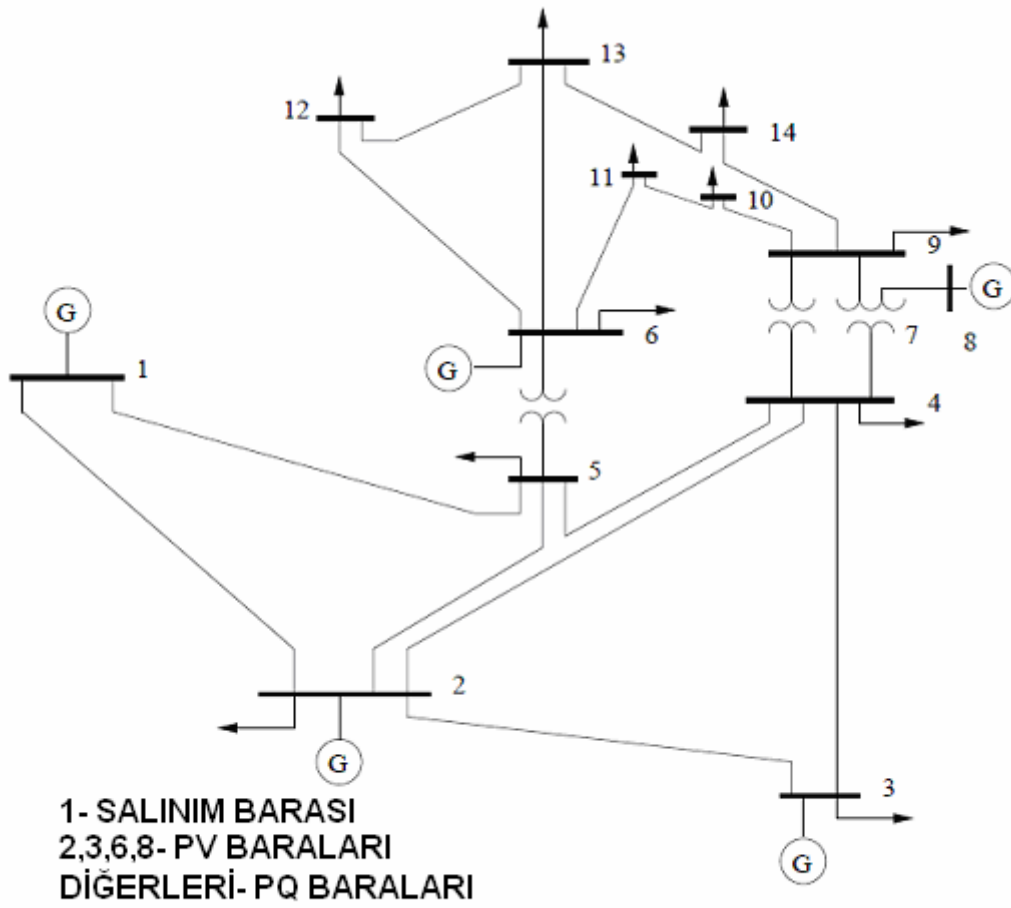 13
12
14
11
10
9
G
G
6
7
8
1
G
4
5
2
G
3
G
1- SALINIM BARASI
2,3,6,8- PV BARALARI
DİĞERLERİ- PQ BARALARI